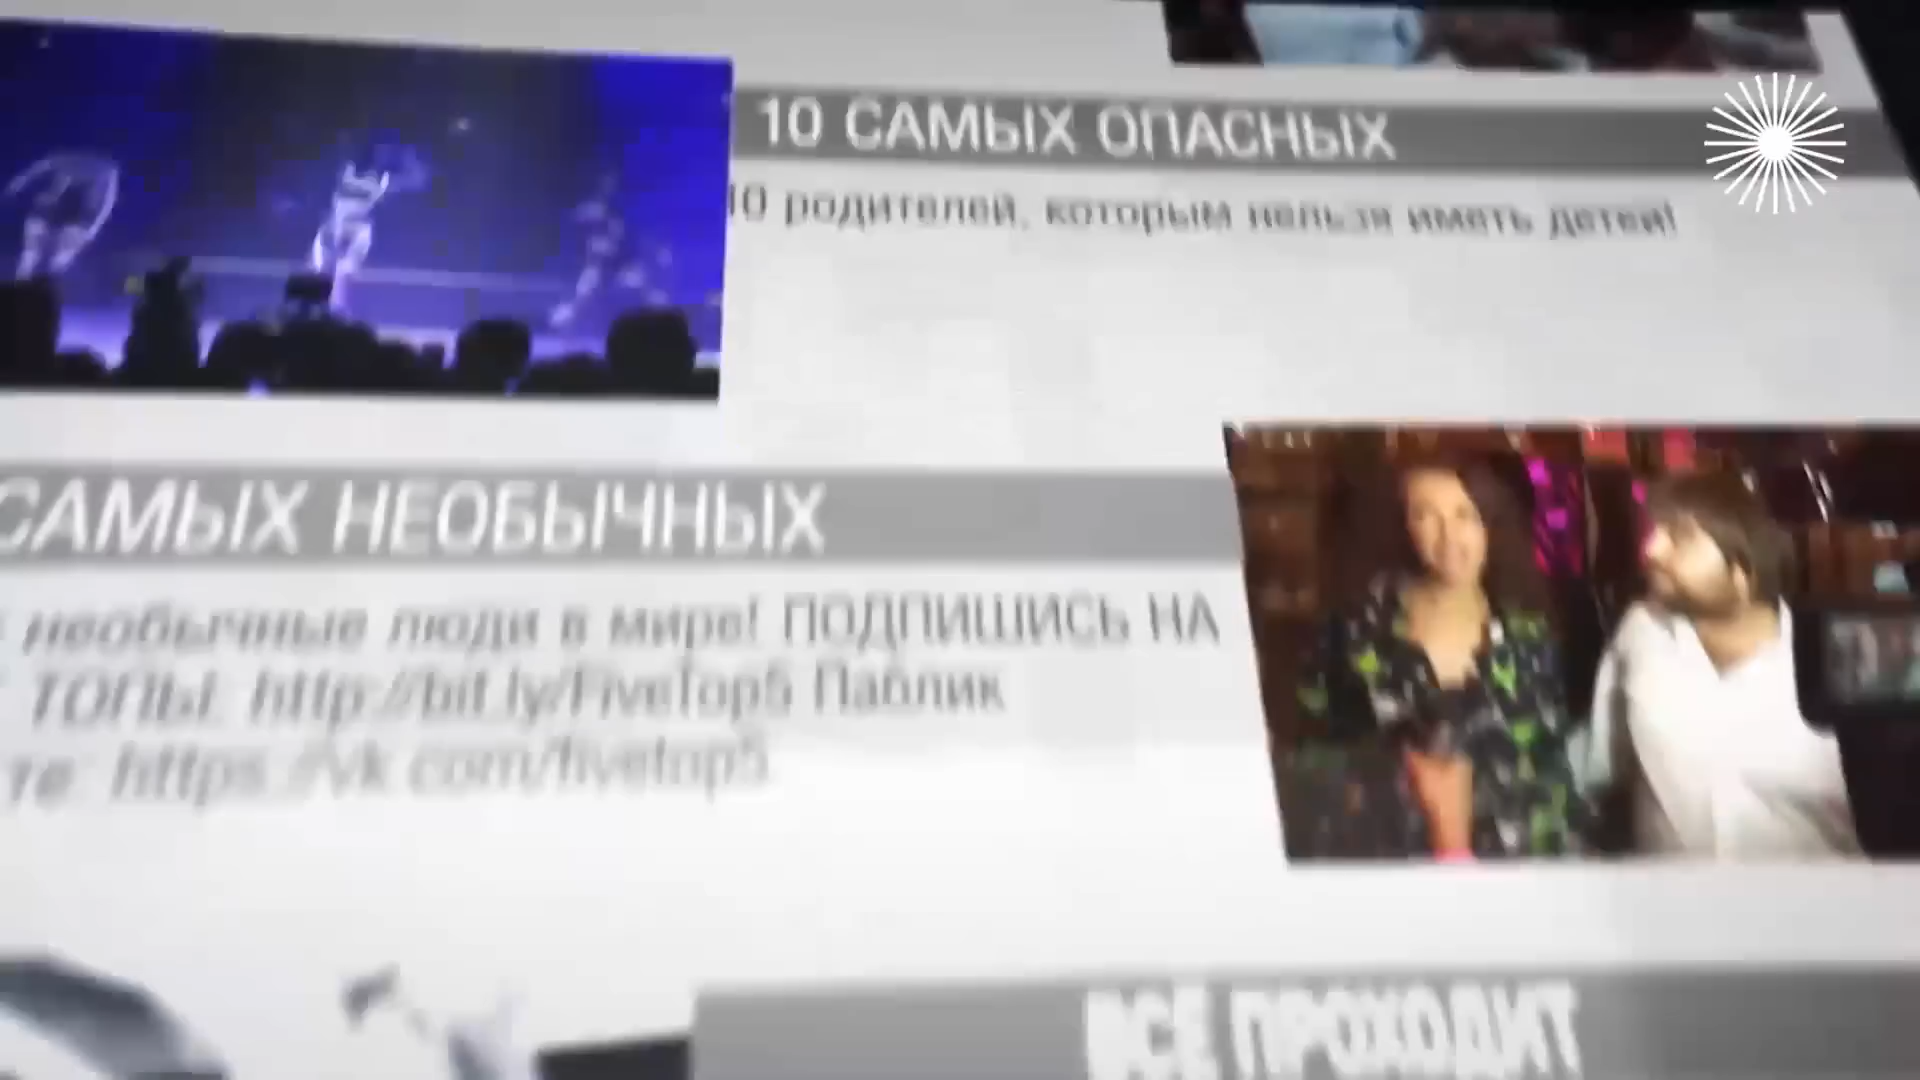 10 САМЫХ ОПАСНЫХ
10 родителей, которым нельзя иметь детей!
САМЫХ НЕОБЫЧНЫХ
необычные люди в мире! ПОДПИШИСЬ НА
ТОПЫ: http://bit.ly/FiveTop5 Паблик
те: https://vk.com/fivetop5
ВСЕ ПРОХОДИТ